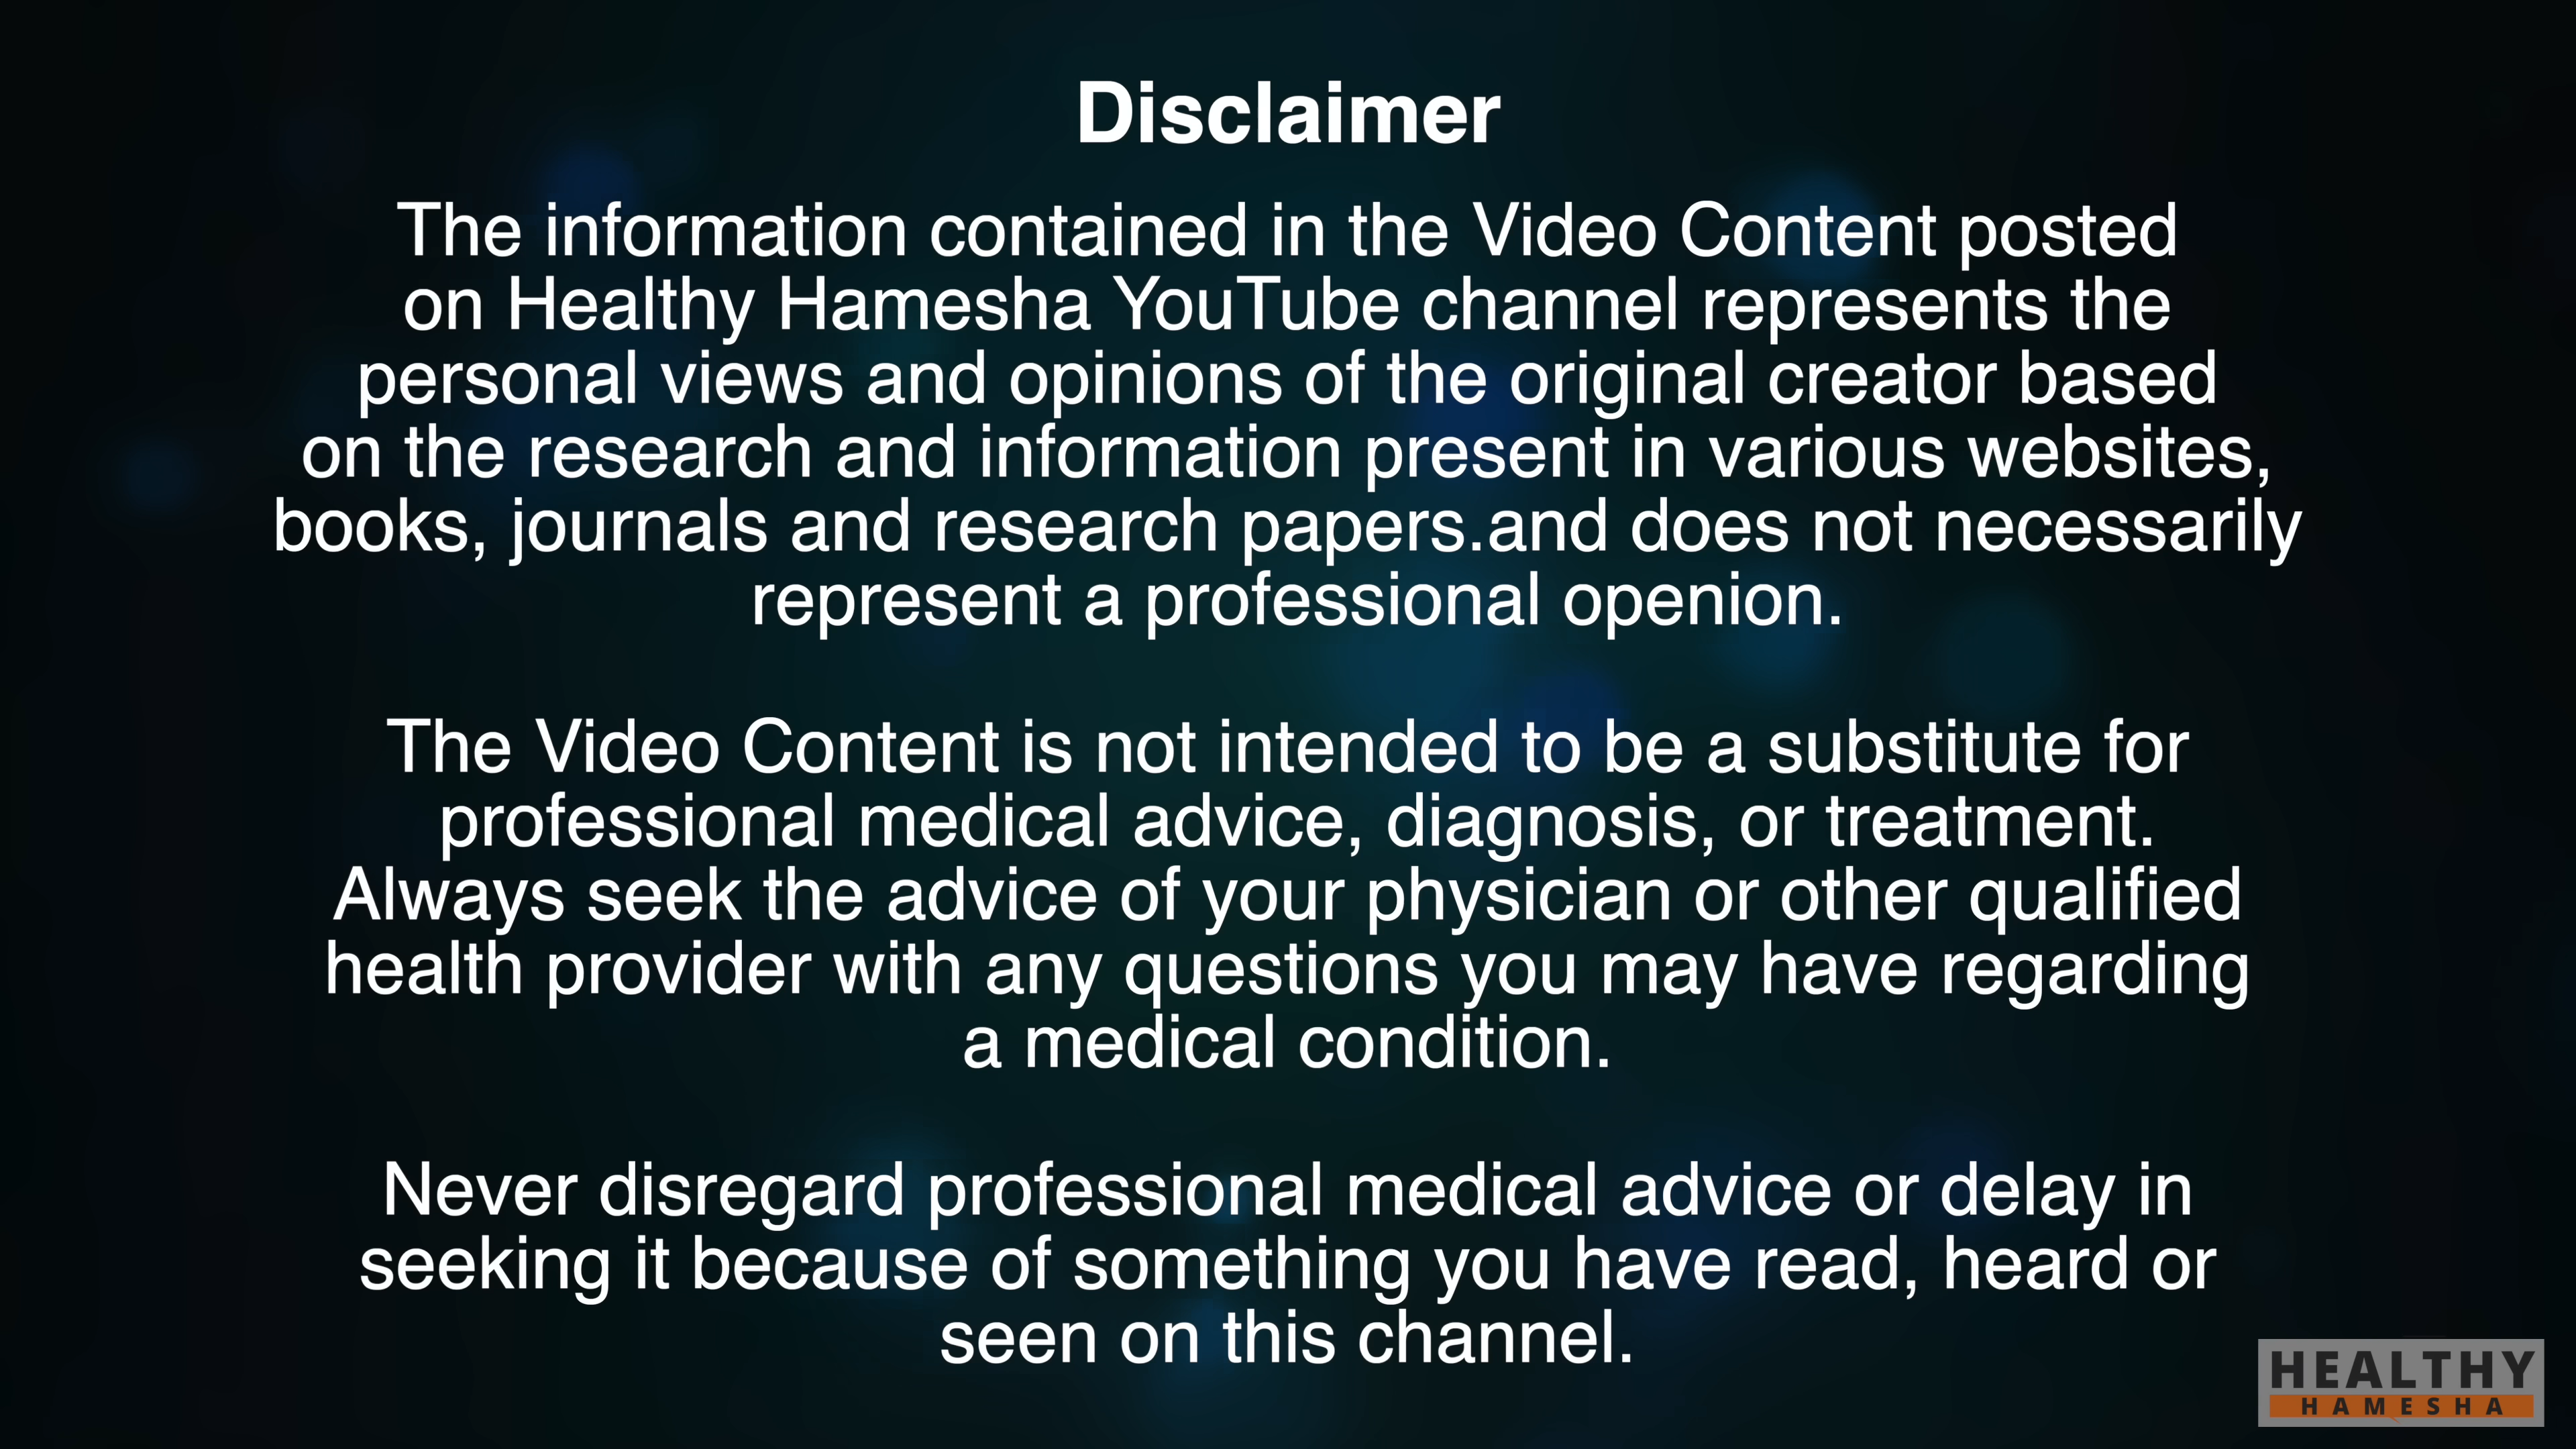 Disclaimer
The information contained in the Video Content posted
on Healthy Hamesha YouTube channel represents the
personal views and opinions of the original creator based
on the research and information present in various websites,
books, journals and research papers.and does not necessarily
represent a professional openion.
The Video Content is not intended to be a substitute for
professional medical advice, diagnosis, or treatment.
Always seek the advice of your physician or other qualified
health provider with any questions you may have regarding
a medical condition.
Never disregard professional medical advice or delay in
seeking it because of something you have read, heard or
seen on this channel.
HEALTHY
HAMESHA